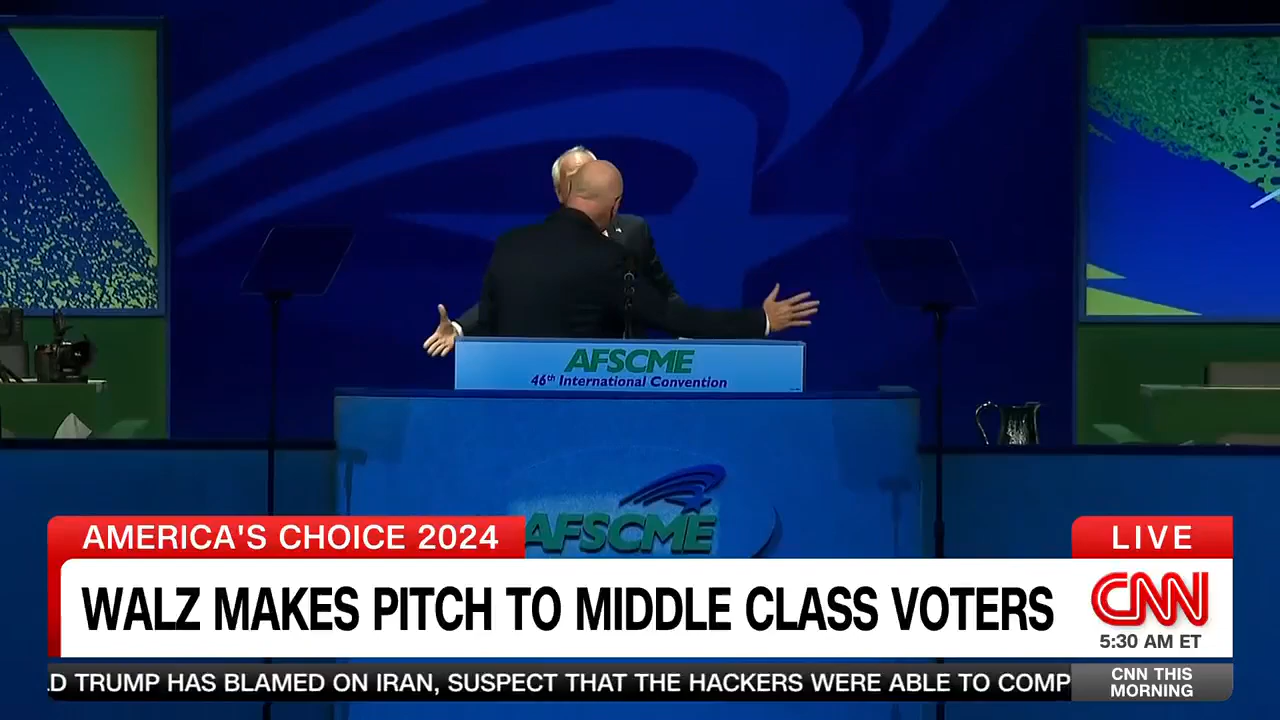 AFSCME
46th International Convention
AFSCME
AMERICA'S CHOICE 2024
LIVE
WALZ MAKES PITCH TO MIDDLE CLASS VOTERS
CNN
5:30 AM ET
D TRUMP HAS BLAMED ON IRAN, SUSPECT THAT THE HACKERS WERE ABLE TO COMP
CNN THIS
MORNING